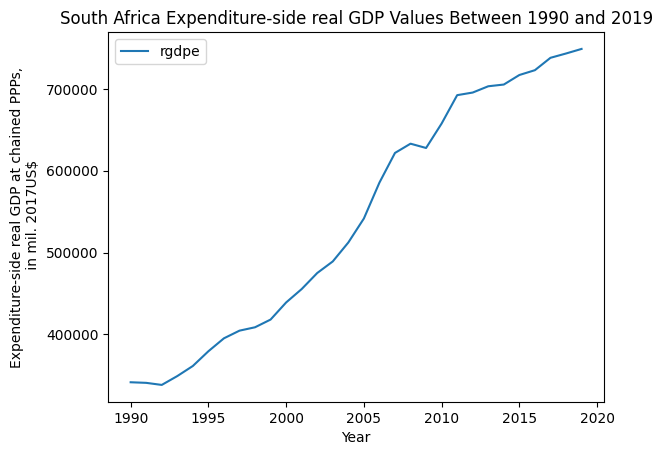 South Africa Expenditure-side real GDP Values Between 1990 and 2019
rgdpe
Expenditure-side real GDP at chained PPPs,
in mil. 2017US$
700000
600000
500000
400000
1990 1995 2000 2005 2010 2015 2020
Year